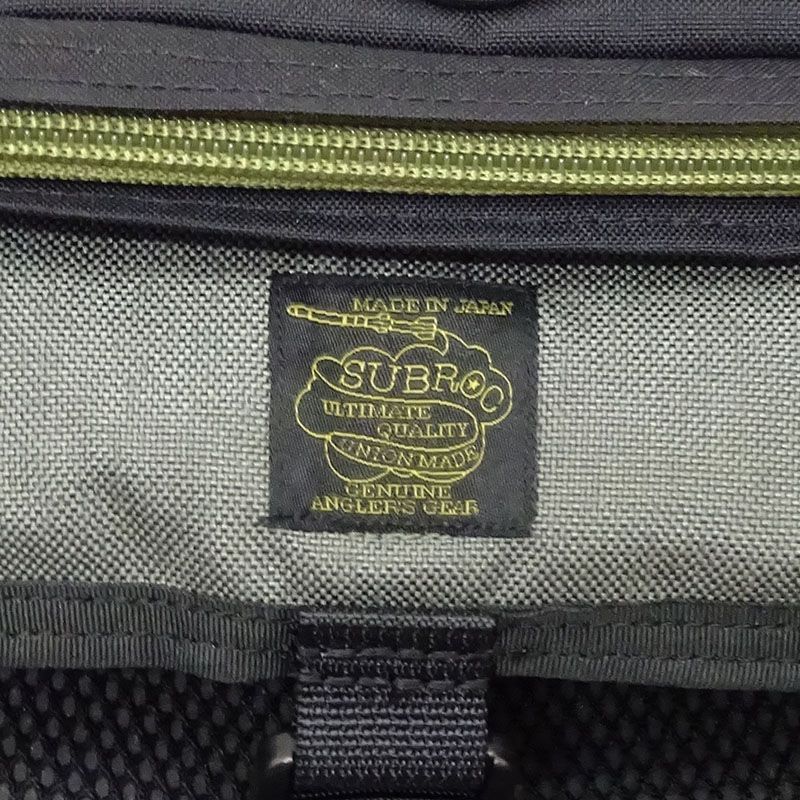 MADE IN JAPAN
SUBROC
ULTIMATE
QUALITY
UNION MADE
GENUINE
ANGLER'S GEAR